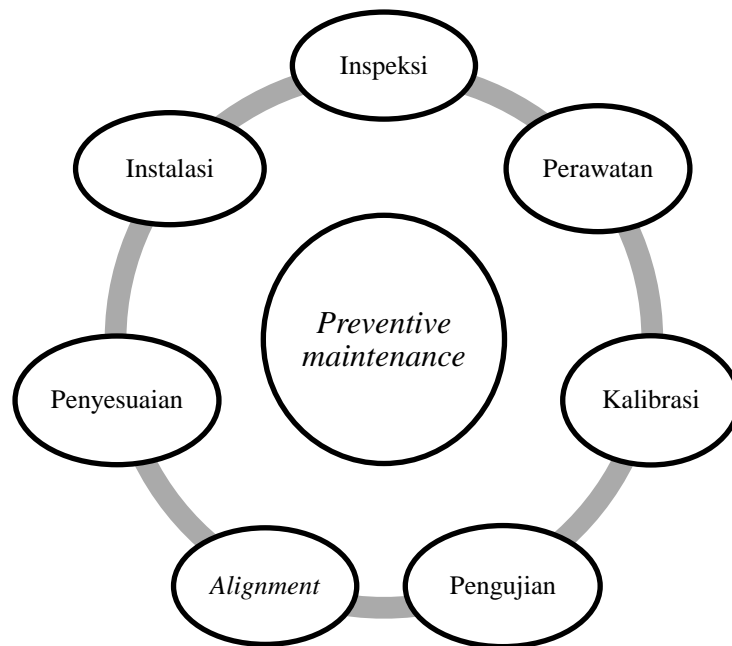 Inspeksi
Instalasi
Perawatan
Preventive
maintenance
Penyesuaian
Kalibrasi
Alignment
Pengujian